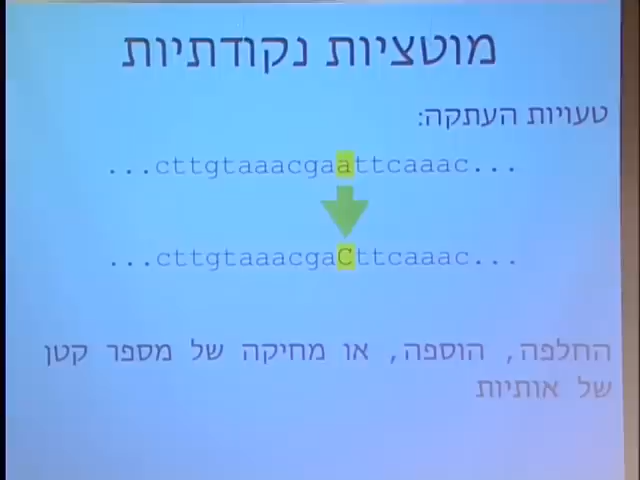 מוטציות נקודתיות
טעויות העתקה:
...cttgtaaacgaattcaaac...
...cttgtaaacgaCttcaaac...
החלפה, הוספה, או מחיקה של מספר קטן
של אותיות